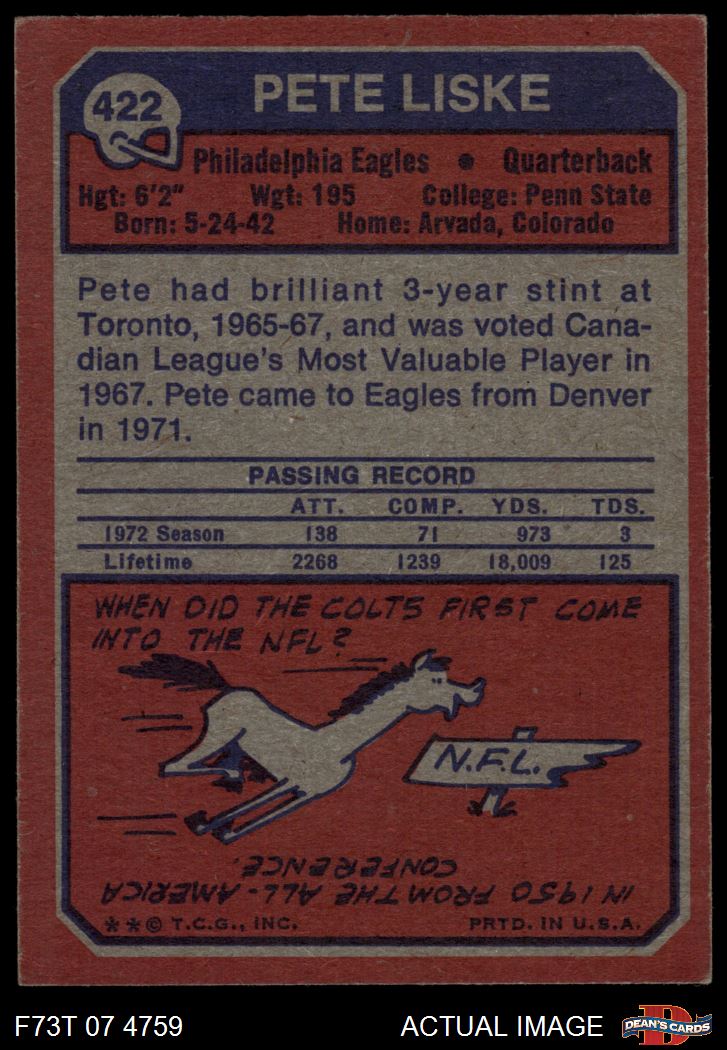 422
PETE LISKE
Philadelphia Eagles • Quarterback
Hgt: 6'2" Wgt: 195 College: Penn State
Born: 5-24-42 Home: Arvada, Colorado
Pete had brilliant 3-year stint at
Toronto, 1965-67, and was voted Cana-
dian League's Most Valuable Player in
1967. Pete came to Eagles from Denver
in 1971.
PASSING RECORD
ATT. COMP. YDS. TDS.
1972 Season 138 71 973 3
Lifetime 2268 1239 18,009 125
WHEN DID THE COLTS FIRST COME
INTO THE NFL?
N.F.L.
IN 1950 FROM THE ALL-AMERICA
CONFERENCE.
**© T.C.G., INC. PRTD. IN U.S.A.
F73T 07 4759 ACTUAL IMAGE
D
DEAN'S CARDS